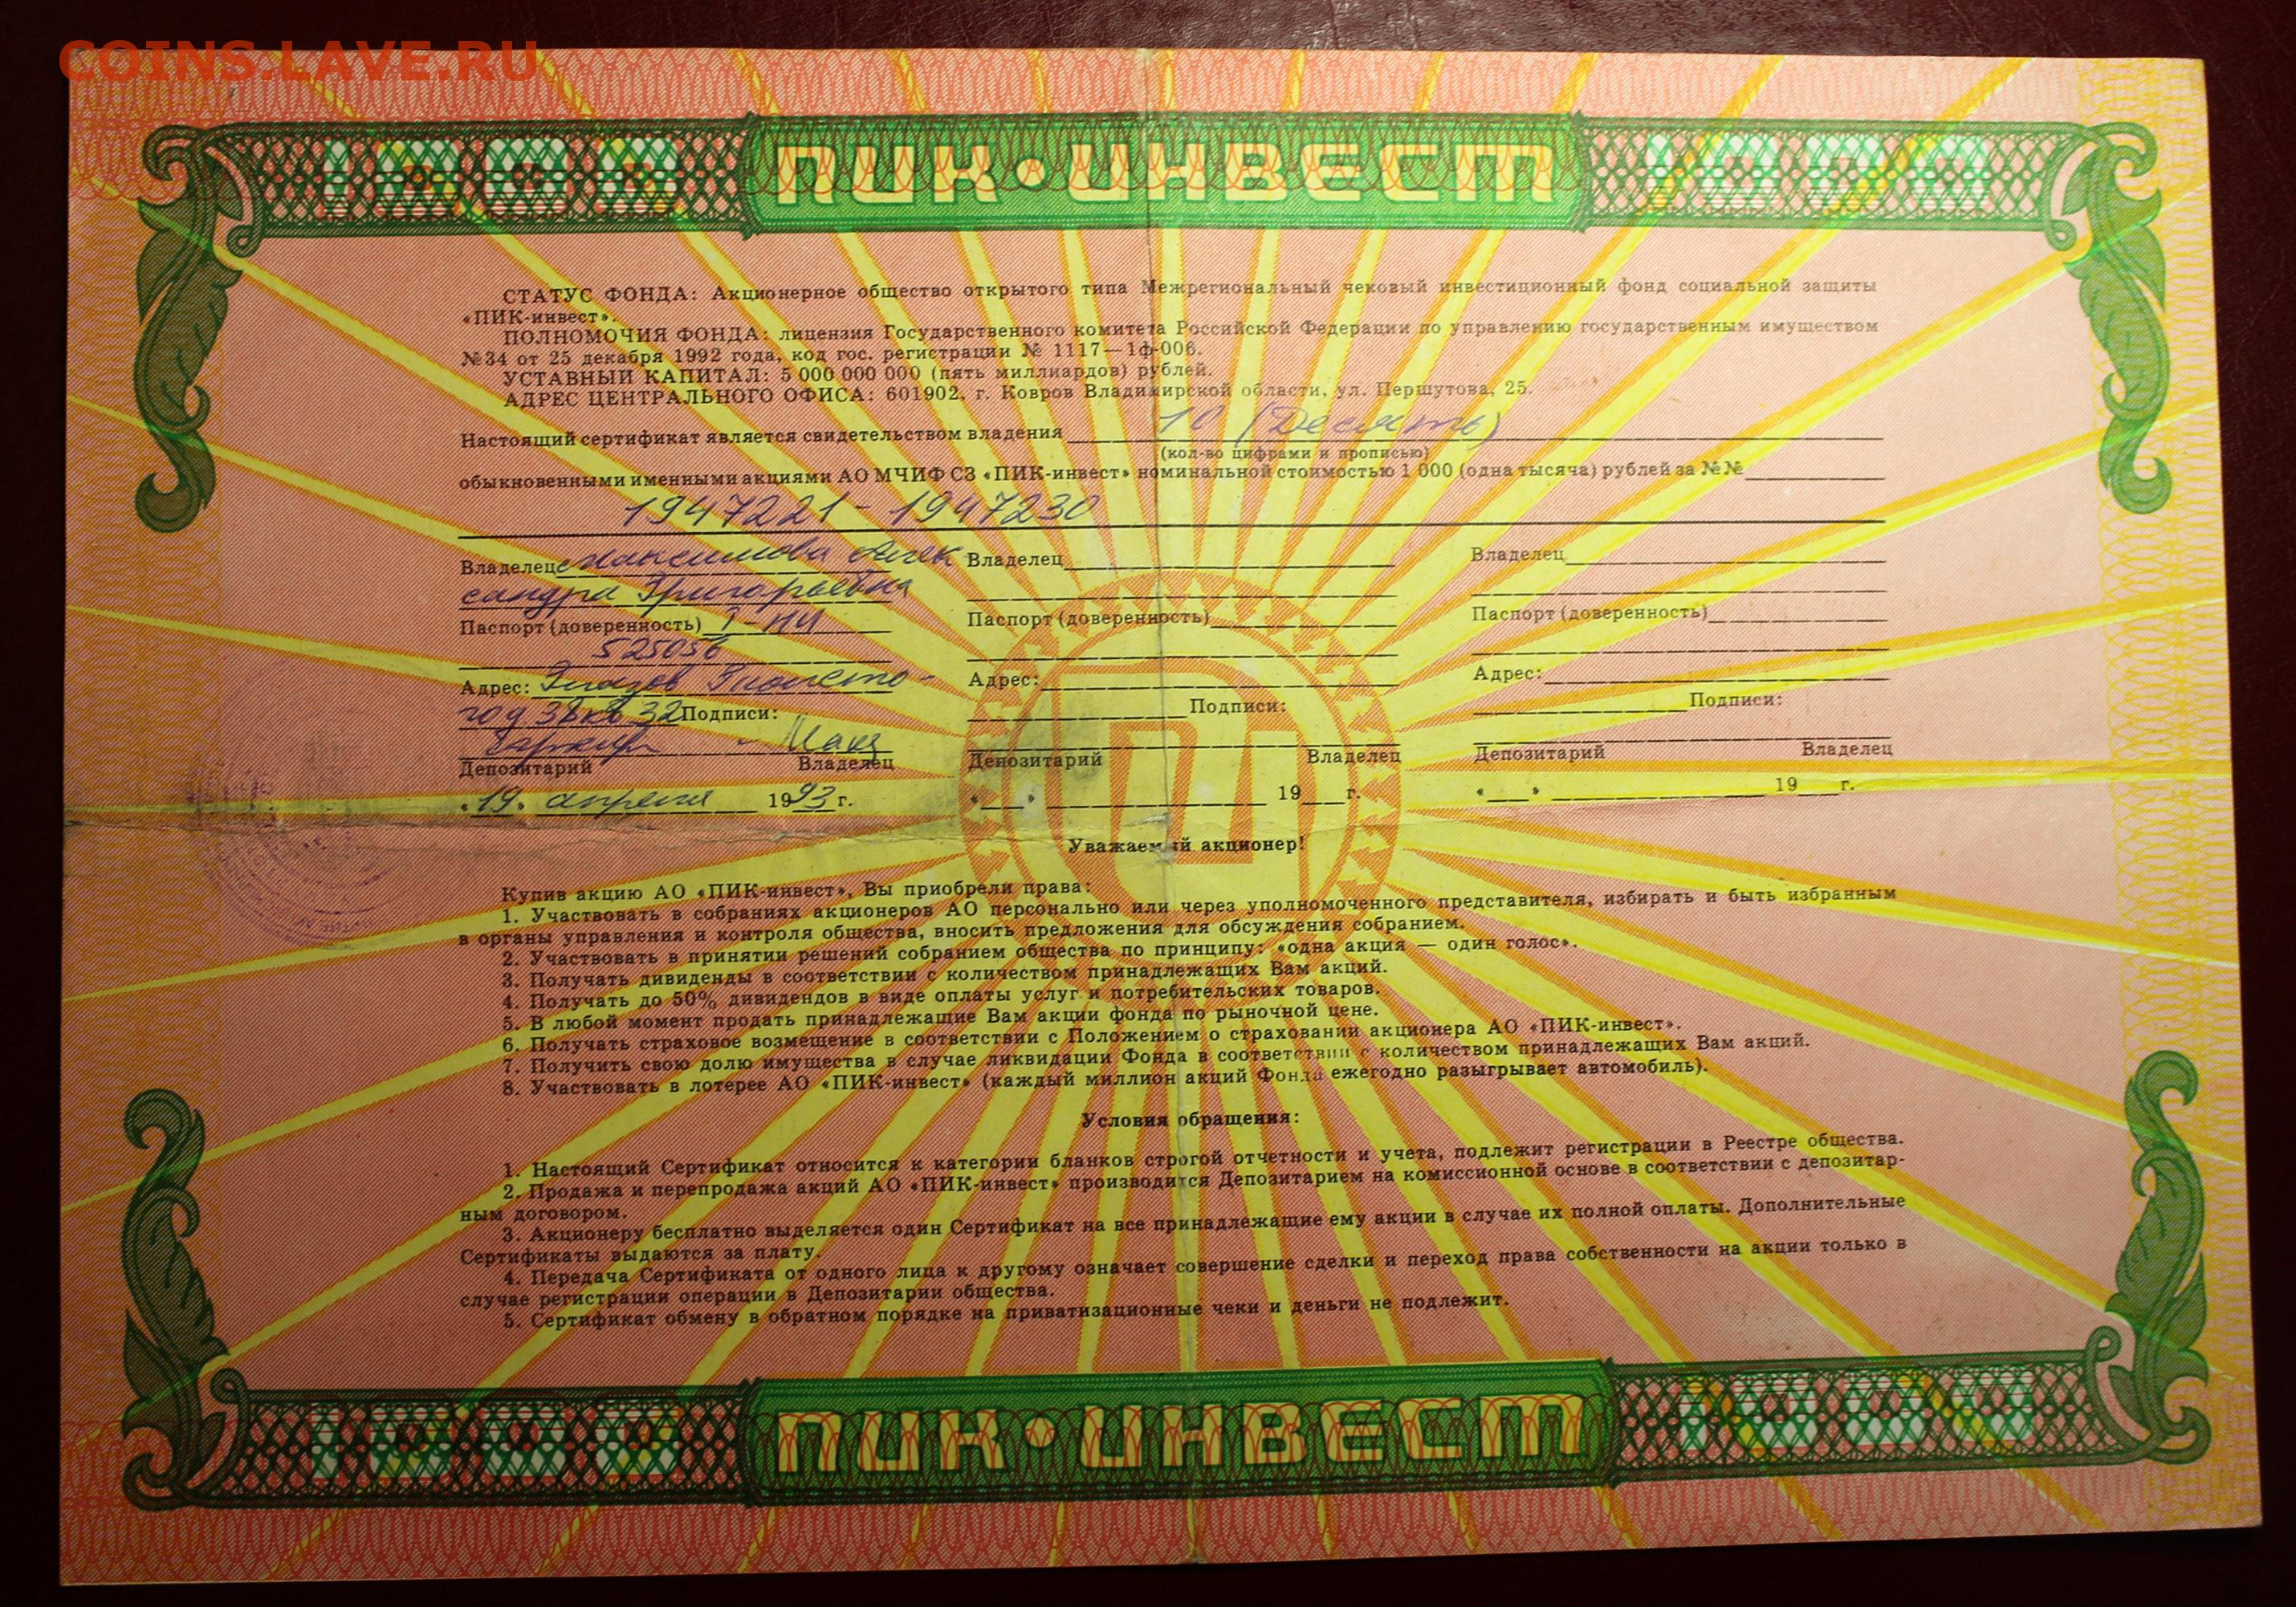 COINS.LAVE.RU
1000 ПИК•ИНВЕСТ 1000
СТАТУС ФОНДА: Акционерное общество открытого типа Межрегиональный чековый инвестиционный фонд социальной защиты
«ПИК-инвест».
ПОЛНОМОЧИЯ ФОНДА: лицензия Государственного комитета Российской Федерации по управлению государственным имуществом
№34 от 25 декабря 1992 года, код гос. регистрации № 1117—1ф-006.
УСТАВНЫЙ КАПИТАЛ: 5 000 000 000 (пять миллиардов) рублей.
АДРЕС ЦЕНТРАЛЬНОГО ОФИСА: 601902, г. Ковров Владимирской области, ул. Першутова, 25.
Настоящий сертификат является свидетельством владения 10 (Десять)
(кол-во цифрами и прописью)
обыкновенными именными акциями АО МЧИФ СЗ «ПИК-инвест» номинальной стоимостью 1 000 (одна тысяча) рублей за №№
1947221 - 1947230
Владелец Максимова Алек Владелец Владелец
сандра Григорьевна
Паспорт (доверенность) I-НИ Паспорт (доверенность) Паспорт (доверенность)
525056
Адрес: Глазов Адрес: Адрес:
32 Подписи: Подписи: Подписи:
Депозитарий Владелец Депозитарий Владелец Депозитарий Владелец
«19» апреля 1993 г. « » 19 г. « » 19 г.
Уважаемый акционер!
Купив акцию АО «ПИК-инвест», Вы приобрели права:
1. Участвовать в собраниях акционеров АО персонально или через уполномоченного представителя, избирать и быть избранным
в органы управления и контроля общества, вносить предложения для обсуждения собранием.
2. Участвовать в принятии решений собранием общества по принципу: «одна акция — один голос».
3. Получать дивиденды в соответствии с количеством принадлежащих Вам акций.
4. Получать до 50% дивидендов в виде оплаты услуг и потребительских товаров.
5. В любой момент продать принадлежащие Вам акции фонда по рыночной цене.
6. Получать страховое возмещение в соответствии с Положением о страховании акционера АО «ПИК-инвест».
7. Получить свою долю имущества в случае ликвидации Фонда в соответствии с количеством принадлежащих Вам акций.
8. Участвовать в лотерее АО «ПИК-инвест» (каждый миллион акций Фонда ежегодно разыгрывает автомобиль).
Условия обращения:
1. Настоящий Сертификат относится к категории бланков строгой отчетности и учета, подлежит регистрации в Реестре общества.
2. Продажа и перепродажа акций АО «ПИК-инвест» производится Депозитарием на комиссионной основе в соответствии с депозитар-
ным договором.
3. Акционеру бесплатно выделяется один Сертификат на все принадлежащие ему акции в случае их полной оплаты. Дополнительные
Сертификаты выдаются за плату.
4. Передача Сертификата от одного лица к другому означает совершение сделки и переход права собственности на акции только в
случае регистрации операции в Депозитарии общества.
5. Сертификат обмену в обратном порядке на приватизационные чеки и деньги не подлежит.
1000 ПИК•ИНВЕСТ 1000